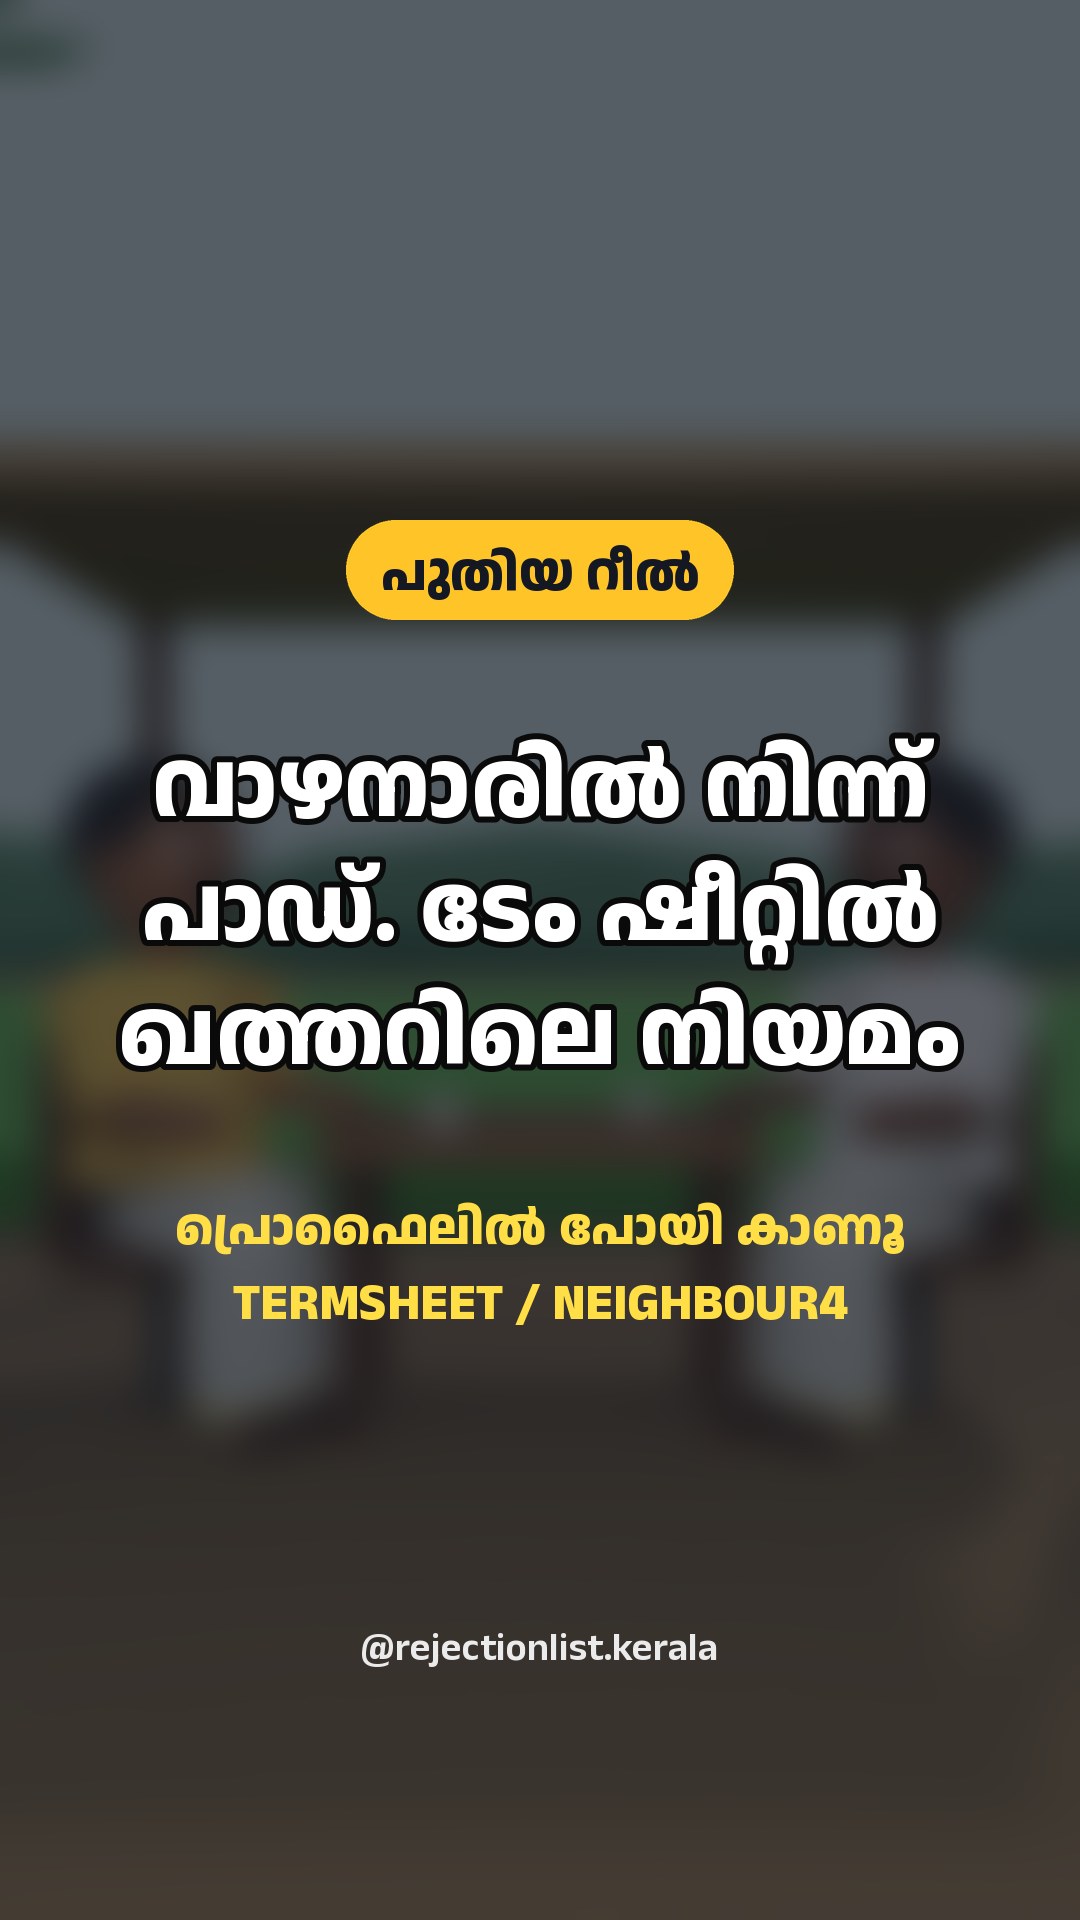 പുതിയ റീൽ
വാഴനാരിൽ നിന്ന്
പാഡ്. ടേം ഷീറ്റിൽ
ഖത്തറിലെ നിയമം
പ്രൊഫൈലിൽ പോയി കാണൂ
TERMSHEET / NEIGHBOUR4
@rejectionlist.kerala